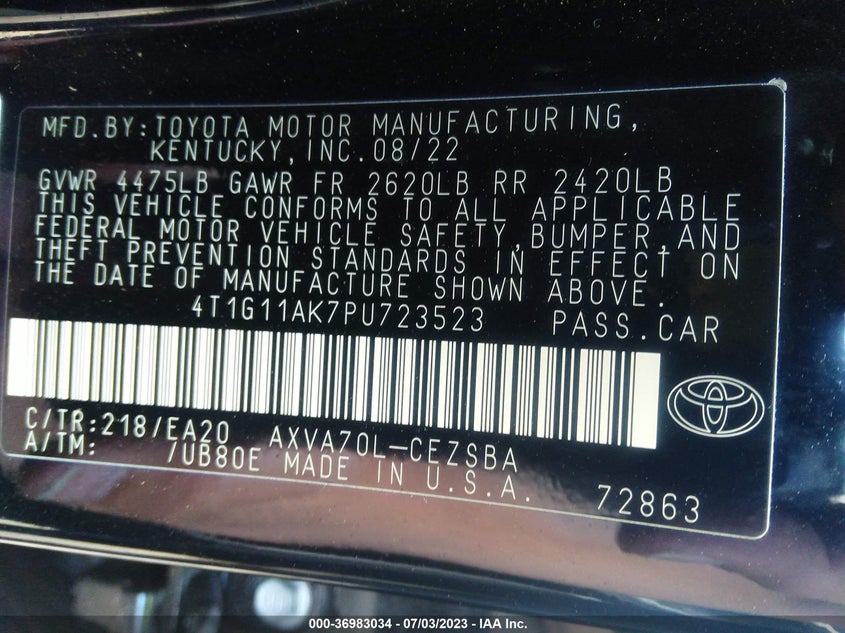 MFD.BY:TOYOTA MOTOR MANUFACTURING,
KENTUCKY,INC.08/22
GVWR 4475LB GAWR FR 2620LB RR 2420LB
THIS VEHICLE CONFORMS TO ALL APPLICABLE
FEDERAL MOTOR VEHICLE SAFETY,BUMPER,AND
THEFT PREVENTION STANDARDS IN EFFECT ON
THE DATE OF MANUFACTURE SHOWN ABOVE.
4T1G11AK7PU723523 PASS.CAR
C/TR:218/EA20 AXVA70L-CEZSBA
A/TM: /UB80E MADE IN U.S.A.
72863
000-36983034 - 07/03/2023 - IAA Inc.